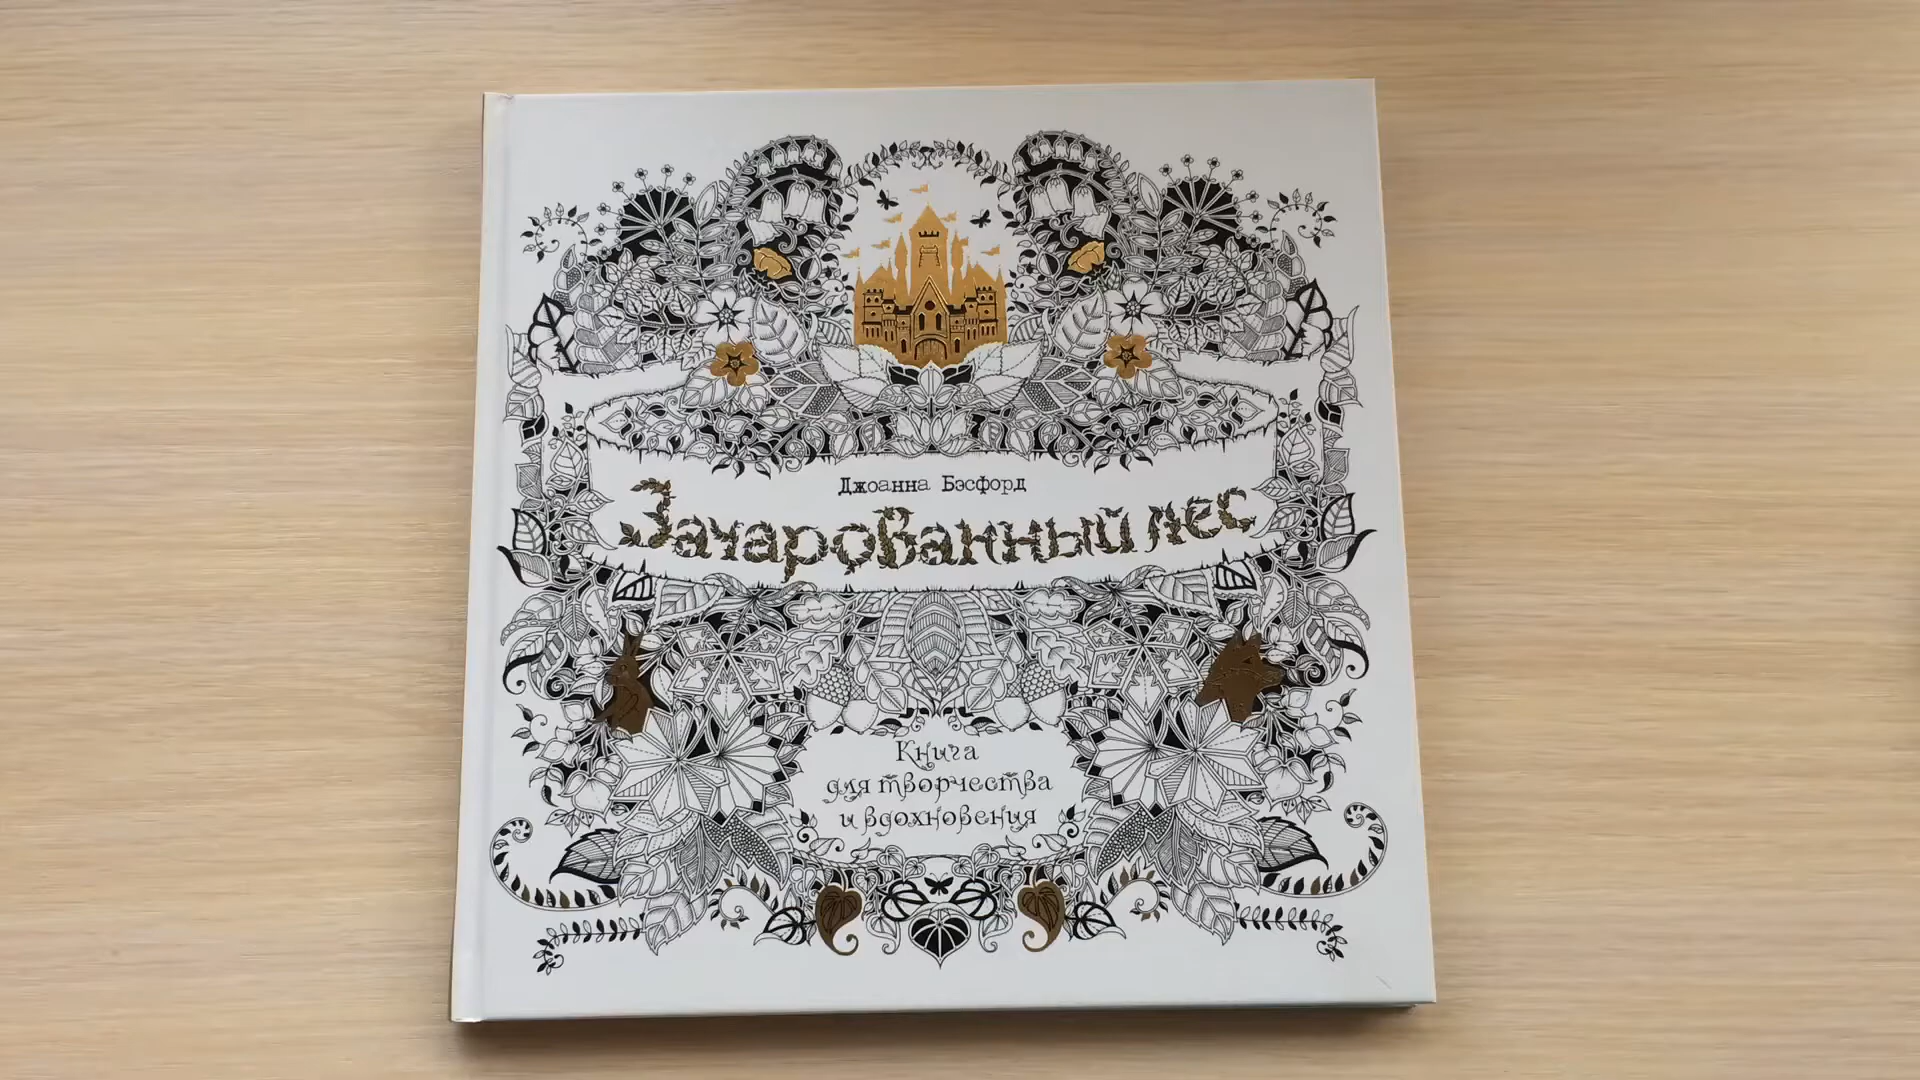 Джоанна Бэсфорд
Зачарованный лес
Книга
для творчества
и вдохновения